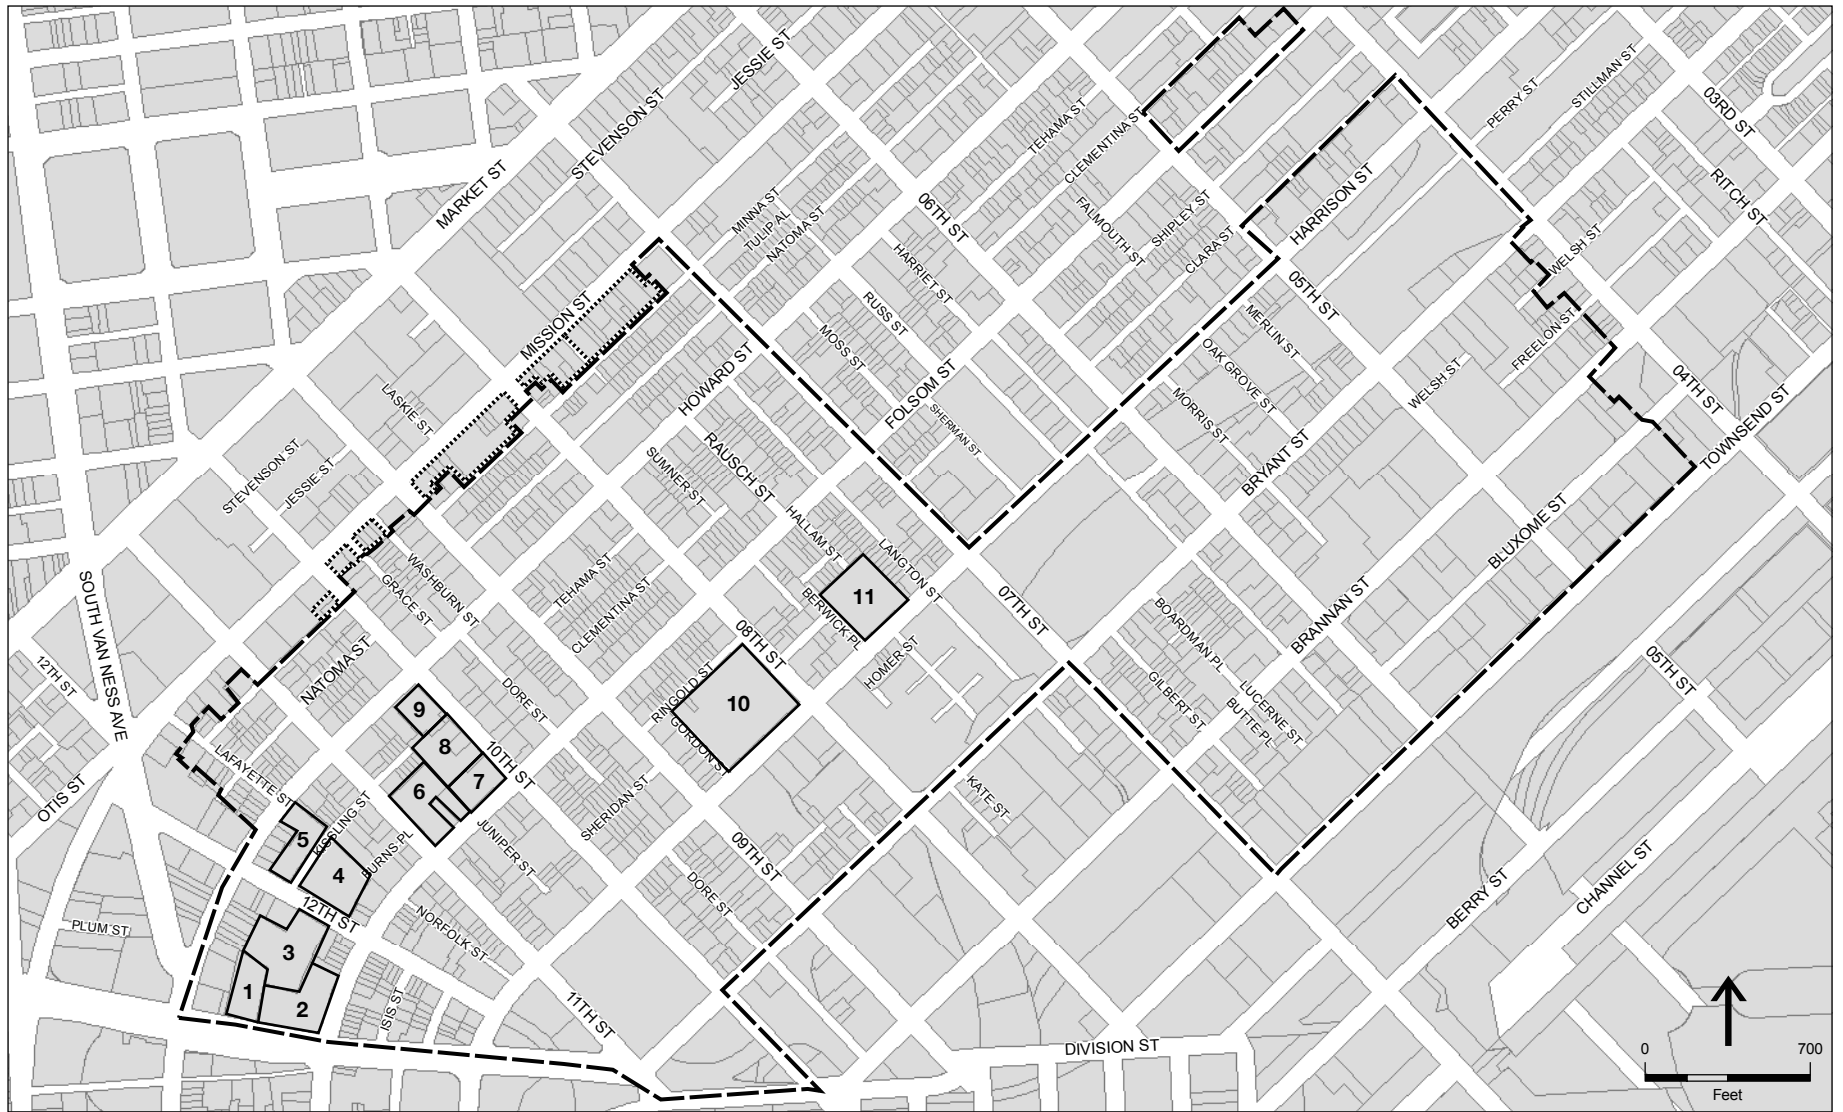 JESSIE ST
STEVENSON ST
MARKET ST
TEHAMA ST
CLEMENTINA ST
PERRY ST
STILLMAN ST
03RD ST
RITCH ST
MINNA ST
TULIP AL
NATOMA ST
06TH ST
FALMOUTH ST
SHIPLEY ST
CLARA ST
HARRISON ST
WELSH ST
HARRIET ST
RUSS ST
MOSS ST
05TH ST
MERLIN ST
OAK GROVE ST
MORRIS ST
FREELON ST
WELSH ST
04TH ST
TOWNSEND ST
MISSION ST
HOWARD ST
FOLSOM ST
SHERMAN ST
BRYANT ST
LASKIE ST
STEVENSON ST
JESSIE ST
RAUSCH ST
SUMNER ST
HALLAM ST
LANGTON ST
BLUXOME ST
SOUTH VAN NESS AVE
WASHBURN ST
GRACE ST
TEHAMA ST
CLEMENTINA ST
11
BERWICK PL
HOMER ST
07TH ST
BOARDMAN PL
BRANNAN ST
GILBERT ST
LUCERNE ST
BUTTE PL
05TH ST
12TH ST
NATOMA ST
DORE ST
08TH ST
RINGOLD ST
GORDON ST
10
9
8
7
6
10TH ST
LAFAYETTE ST
OTIS ST
KISSLING ST
BURNS PL
JUNIPER ST
SHERIDAN ST
09TH ST
KATE ST
5
4
12TH ST
3
1
2
PLUM ST
NORFOLK ST
DORE ST
ISIS ST
11TH ST
BERRY ST
CHANNEL ST
DIVISION ST
0 700
Feet